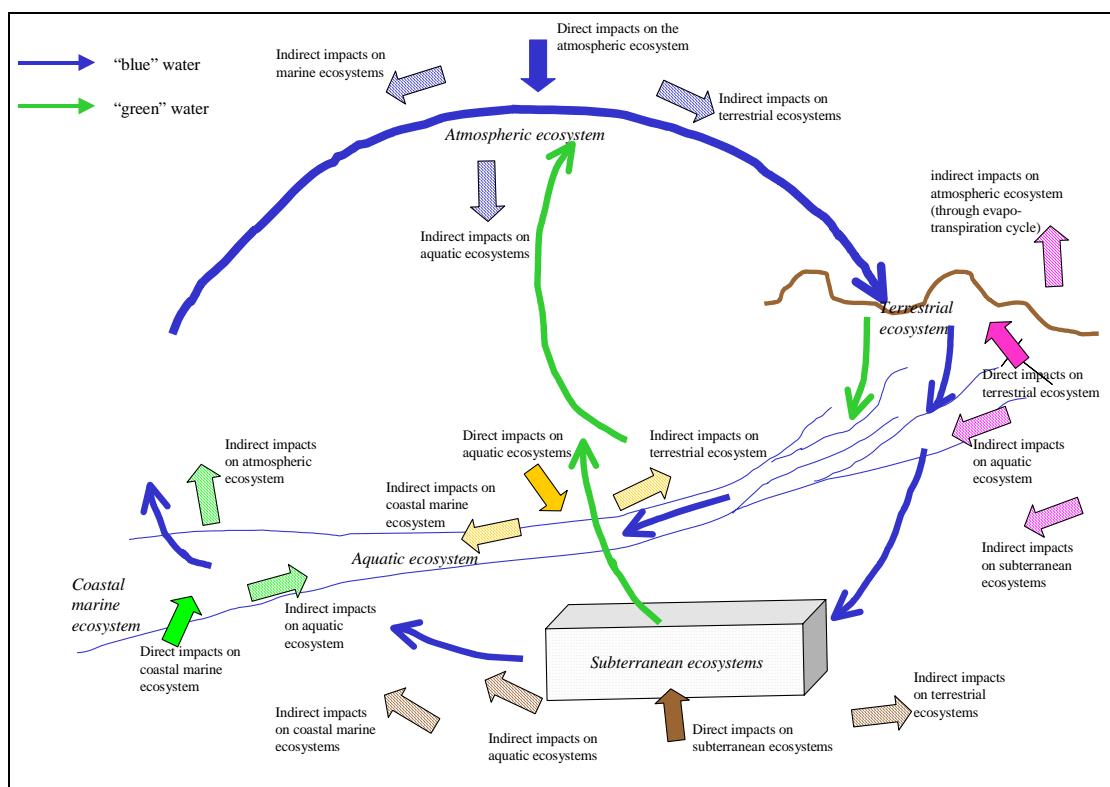 “blue” water
“green” water
Direct impacts on the
atmospheric ecosystem
Indirect impacts on
marine ecosystems
Indirect impacts on
terrestrial ecosystems
Atmospheric ecosystem
indirect impacts on
atmospheric ecosystem
(through evapo-
transpiration cycle)
Indirect impacts on
aquatic ecosystems
Terrestrial
ecosystem
Direct impacts on
terrestrial ecosystem
Indirect impacts
on atmospheric
ecosystem
Direct impacts on
aquatic ecosystems
Indirect impacts on
terrestrial ecosystem
Indirect
impacts on
aquatic
ecosystem
Indirect impacts on
coastal marine
ecosystem
Aquatic ecosystem
Indirect impacts
on subterranean
ecosystems
Coastal
marine
ecosystem
Indirect impacts
on aquatic
ecosystem
Direct impacts on
coastal marine
ecosystem
Subterranean ecosystems
Indirect impacts
on terrestrial
ecosystems
Indirect impacts
on coastal marine
ecosystems
Indirect impacts
on aquatic ecosystems
Direct impacts on
subterranean ecosystems